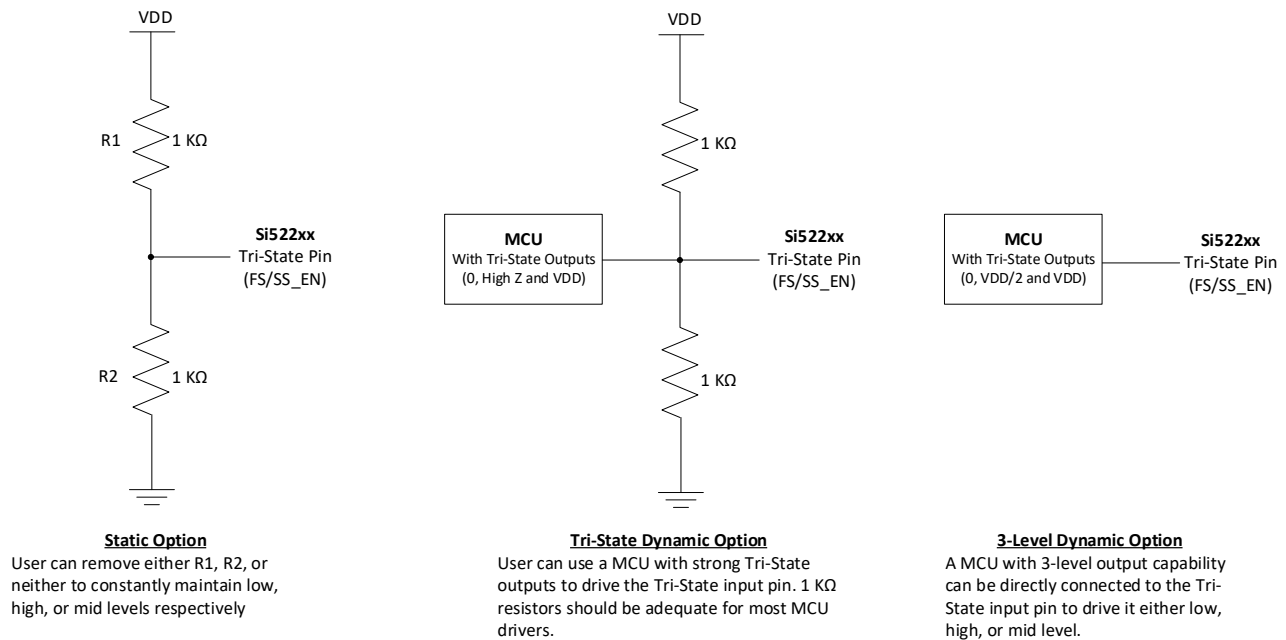 VDD
R1
1 KΩ
Si522xx
Tri-State Pin
(FS/SS_EN)
R2
1 KΩ
Static Option
User can remove either R1, R2, or
neither to constantly maintain low,
high, or mid levels respectively
VDD
1 KΩ
MCU
With Tri-State Outputs
(0, High Z and VDD)
Si522xx
Tri-State Pin
(FS/SS_EN)
1 KΩ
Tri-State Dynamic Option
User can use a MCU with strong Tri-State
outputs to drive the Tri-State input pin. 1 KΩ
resistors should be adequate for most MCU
drivers.
MCU
With Tri-State Outputs
(0, VDD/2 and VDD)
Si522xx
Tri-State Pin
(FS/SS_EN)
3-Level Dynamic Option
A MCU with 3-level output capability
can be directly connected to the Tri-
State input pin to drive it either low,
high, or mid level.